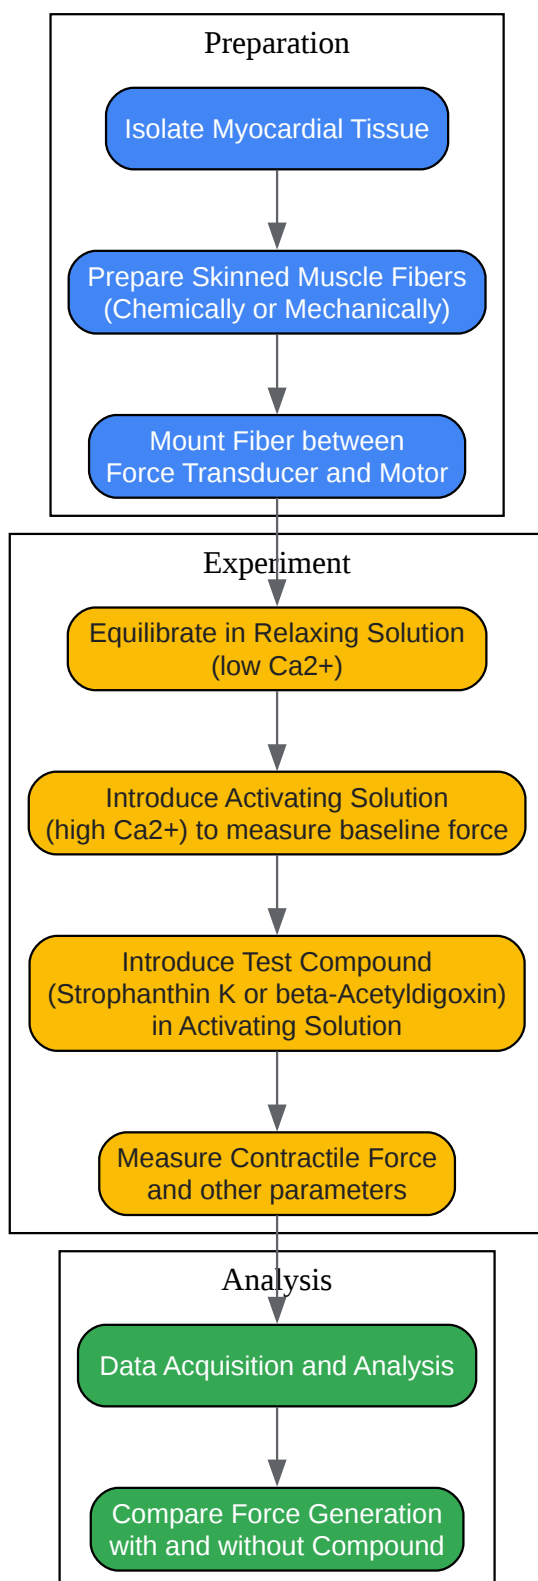 Preparation
Isolate Myocardial Tissue
Prepare Skinned Muscle Fibers
(Chemically or Mechanically)
Mount Fiber between
Force Transducer and Motor
Experiment
Equilibrate in Relaxing Solution
(low Ca2+)
Introduce Activating Solution
(high Ca2+) to measure baseline force
Introduce Test Compound
(Strophanthin K or beta-Acetyldigoxin)
in Activating Solution
Measure Contractile Force
and other parameters
Analysis
Data Acquisition and Analysis
Compare Force Generation
with and without Compound